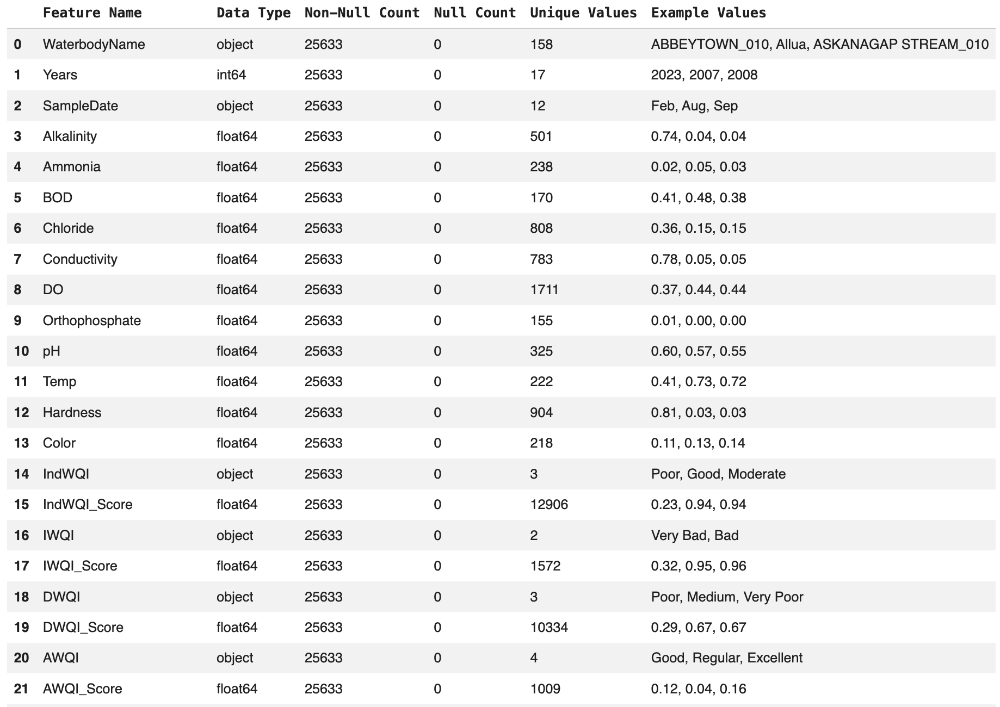 Feature Name Data Type Non-Null Count Null Count Unique Values Example Values
0 WaterbodyName object 25633 0 158 ABBEYTOWN_010, Allua, ASKANAGAP STREAM_010
1 Years int64 25633 0 17 2023, 2007, 2008
2 SampleDate object 25633 0 12 Feb, Aug, Sep
3 Alkalinity float64 25633 0 501 0.74, 0.04, 0.04
4 Ammonia float64 25633 0 238 0.02, 0.05, 0.03
5 BOD float64 25633 0 170 0.41, 0.48, 0.38
6 Chloride float64 25633 0 808 0.36, 0.15, 0.15
7 Conductivity float64 25633 0 783 0.78, 0.05, 0.05
8 DO float64 25633 0 1711 0.37, 0.44, 0.44
9 Orthophosphate float64 25633 0 155 0.01, 0.00, 0.00
10 pH float64 25633 0 325 0.60, 0.57, 0.55
11 Temp float64 25633 0 222 0.41, 0.73, 0.72
12 Hardness float64 25633 0 904 0.81, 0.03, 0.03
13 Color float64 25633 0 218 0.11, 0.13, 0.14
14 IndWQI object 25633 0 3 Poor, Good, Moderate
15 IndWQI_Score float64 25633 0 12906 0.23, 0.94, 0.94
16 IWQI object 25633 0 2 Very Bad, Bad
17 IWQI_Score float64 25633 0 1572 0.32, 0.95, 0.96
18 DWQI object 25633 0 3 Poor, Medium, Very Poor
19 DWQI_Score float64 25633 0 10334 0.29, 0.67, 0.67
20 AWQI object 25633 0 4 Good, Regular, Excellent
21 AWQI_Score float64 25633 0 1009 0.12, 0.04, 0.16